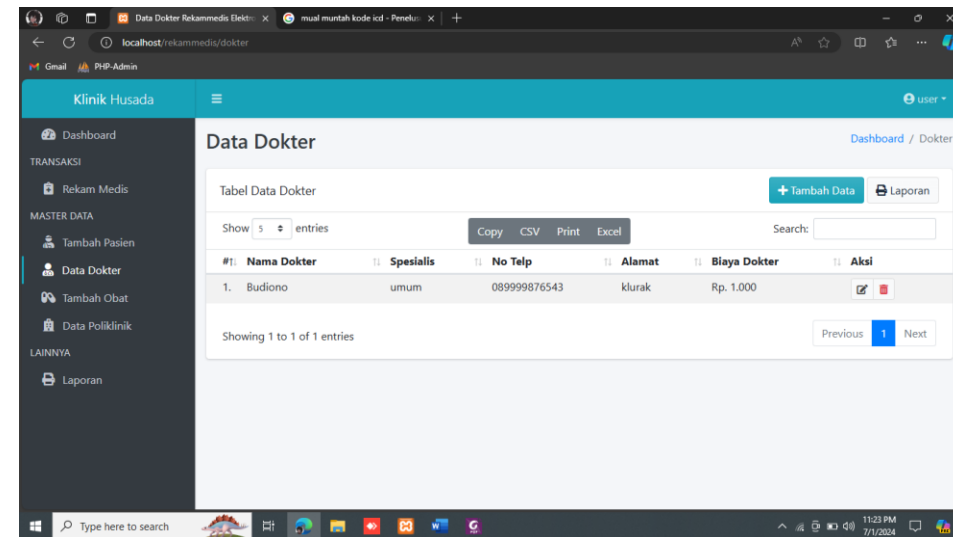 Data Dokter Rekammedis Elektr
mual muntah kode icd - Penelus
localhost/rekammedis/dokter
Gmail PHP-Admin
Klinik Husada
user
Dashboard
TRANSAKSI
Rekam Medis
MASTER DATA
Tambah Pasien
Data Dokter
Tambah Obat
Data Poliklinik
LAINNYA
Laporan
Data Dokter
Dashboard / Dokter
Tabel Data Dokter
+ Tambah Data
Laporan
Show 5 entries
Copy CSV Print Excel
Search:
# Nama Dokter Spesialis No Telp Alamat Biaya Dokter Aksi
1. Budiono umum 089999876543 klurak Rp. 1.000
Showing 1 to 1 of 1 entries
Previous 1 Next
Type here to search
11:23 PM
7/1/2024